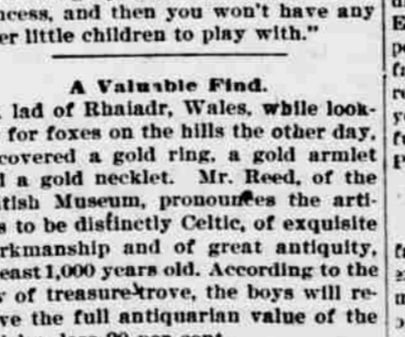 ncess, and then you won't have any
er little children to play with."
A Valuable Find.
lad of Rhaiadr, Wales, while look-
for foxes on the hills the other day,
covered a gold ring, a gold armlet
a gold necklet. Mr. Reed, of the
tish Museum, pronounces the arti-
s to be distinctly Celtic, of exquisite
rkmanship and of great antiquity,
east 1,000 years old. According to the
of treasure-trove, the boys will re-
ve the full antiquarian value of the
less 20 per cent.